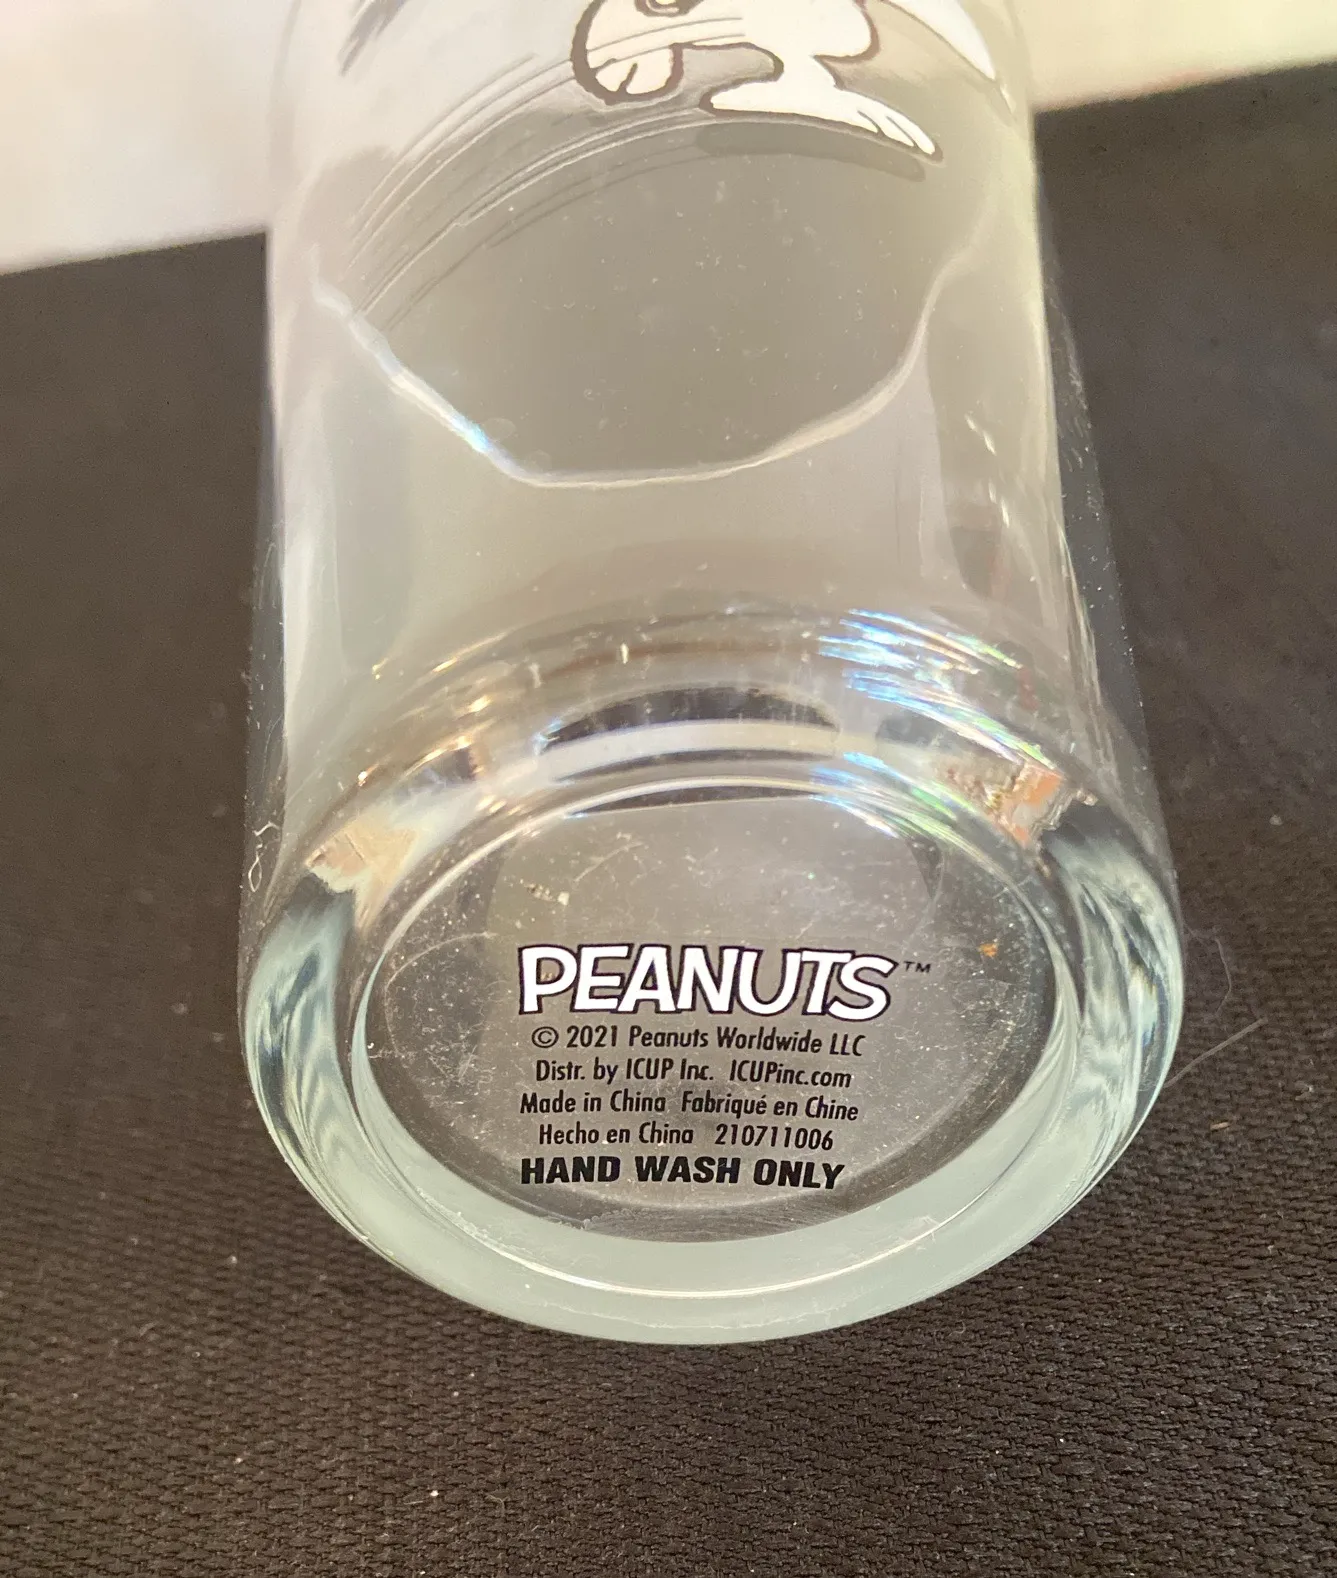 PEANUTS™
© 2021 Peanuts Worldwide LLC
Distr. by ICUP Inc. ICUPinc.com
Made in China Fabriqué en Chine
Hecho en China 210711006
HAND WASH ONLY